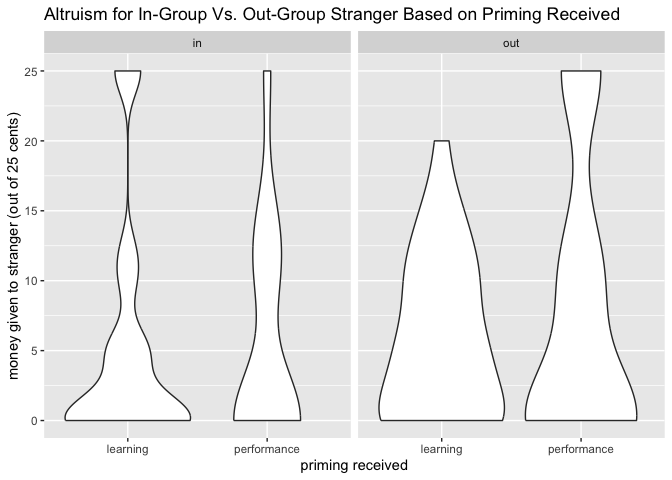 Altruism for In-Group Vs. Out-Group Stranger Based on Priming Received
in
out
money given to stranger (out of 25 cents)
25
20
15
10
5
0
learning
performance
learning
performance
priming received